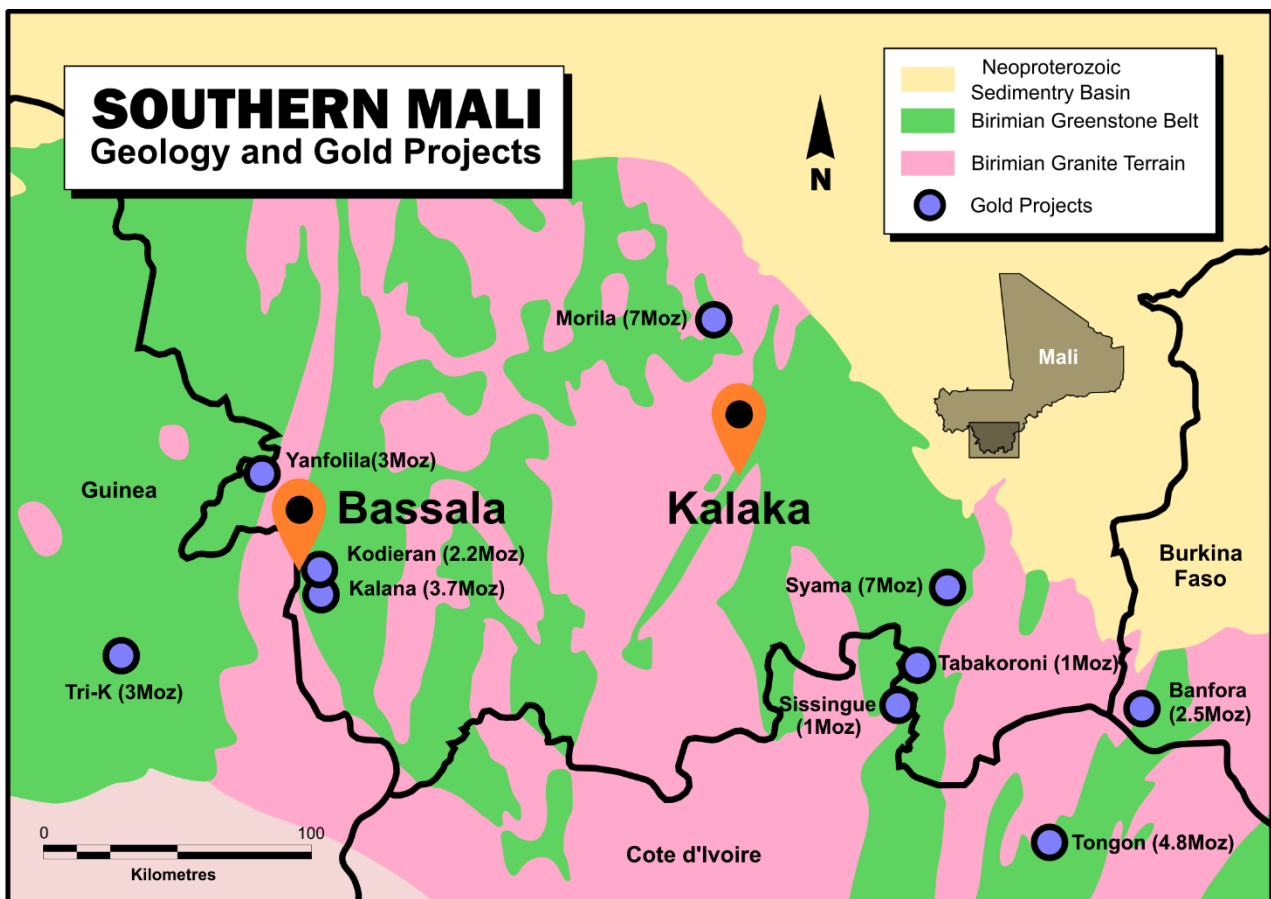 SOUTHERN MALI
Geology and Gold Projects
N
Neoproterozoic
Sedimentry Basin
Birimian Greenstone Belt
Birimian Granite Terrain
Gold Projects
Morila (7Moz)
Mali
Yanfolila(3Moz)
Guinea
Bassala
Kalaka
Kodieran (2.2Moz)
Kalana (3.7Moz)
Syama (7Moz)
Burkina
Faso
Tri-K (3Moz)
Tabakoroni (1Moz)
Sissingue
(1Moz)
Banfora
(2.5Moz)
0
100
Kilometres
Cote d'Ivoire
Tongon (4.8Moz)